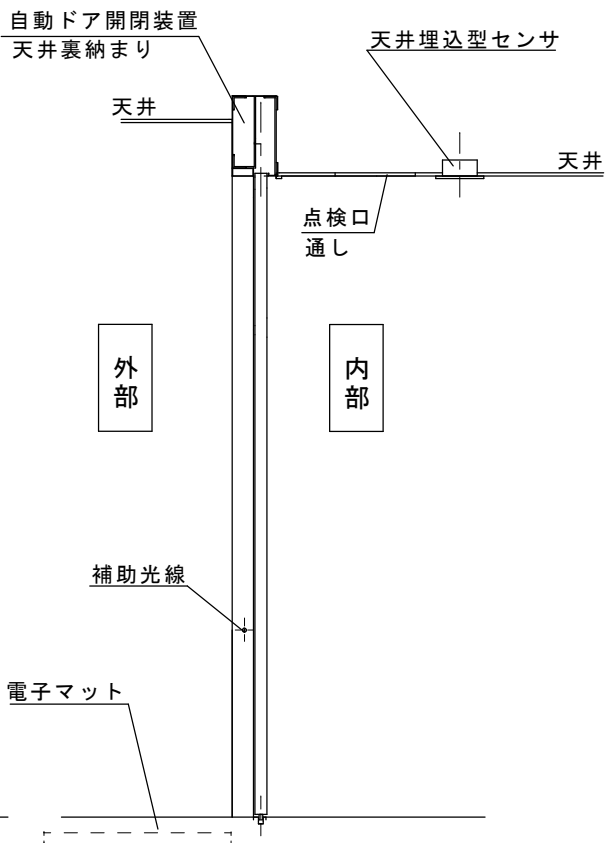 自動ドア開閉装置
天井裏納まり
天井埋込型センサ
天井
天井
点検口
通し
外部
内部
補助光線
電子マット